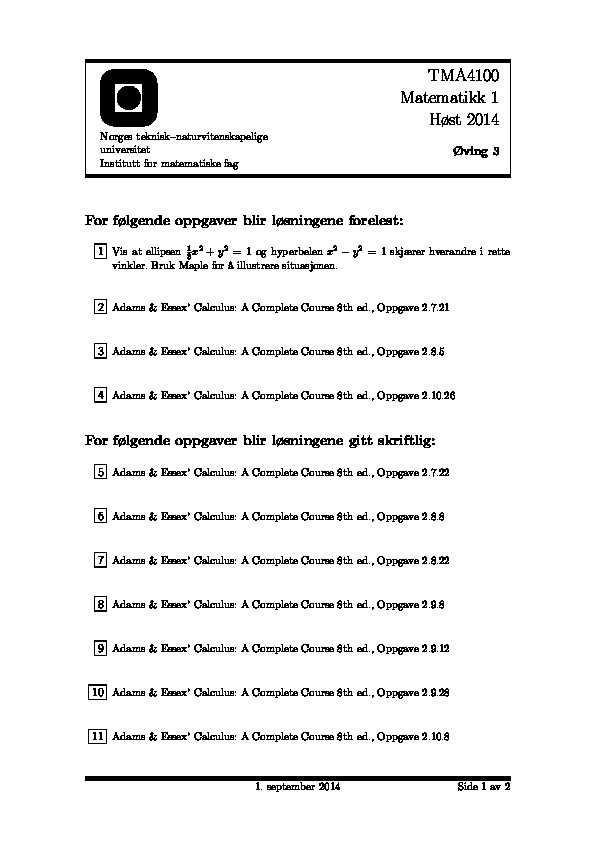 TMA4100
Matematikk 1
Høst 2014
Norges teknisk–naturvitenskapelige
universitet
Institutt for matematiske fag
Øving 3
For følgende oppgaver blir løsningene forelest:
1 Vis at ellipsen ⅓x² + y² = 1 og hyperbelen x² − y² = 1 skjærer hverandre i rette
vinkler. Bruk Maple for å illustrere situasjonen.
2 Adams & Essex' Calculus: A Complete Course 8th ed., Oppgave 2.7.21
3 Adams & Essex' Calculus: A Complete Course 8th ed., Oppgave 2.8.5
4 Adams & Essex' Calculus: A Complete Course 8th ed., Oppgave 2.10.26
For følgende oppgaver blir løsningene gitt skriftlig:
5 Adams & Essex' Calculus: A Complete Course 8th ed., Oppgave 2.7.22
6 Adams & Essex' Calculus: A Complete Course 8th ed., Oppgave 2.8.8
7 Adams & Essex' Calculus: A Complete Course 8th ed., Oppgave 2.8.22
8 Adams & Essex' Calculus: A Complete Course 8th ed., Oppgave 2.9.8
9 Adams & Essex' Calculus: A Complete Course 8th ed., Oppgave 2.9.12
10 Adams & Essex' Calculus: A Complete Course 8th ed., Oppgave 2.9.28
11 Adams & Essex' Calculus: A Complete Course 8th ed., Oppgave 2.10.8
1. september 2014 Side 1 av 2